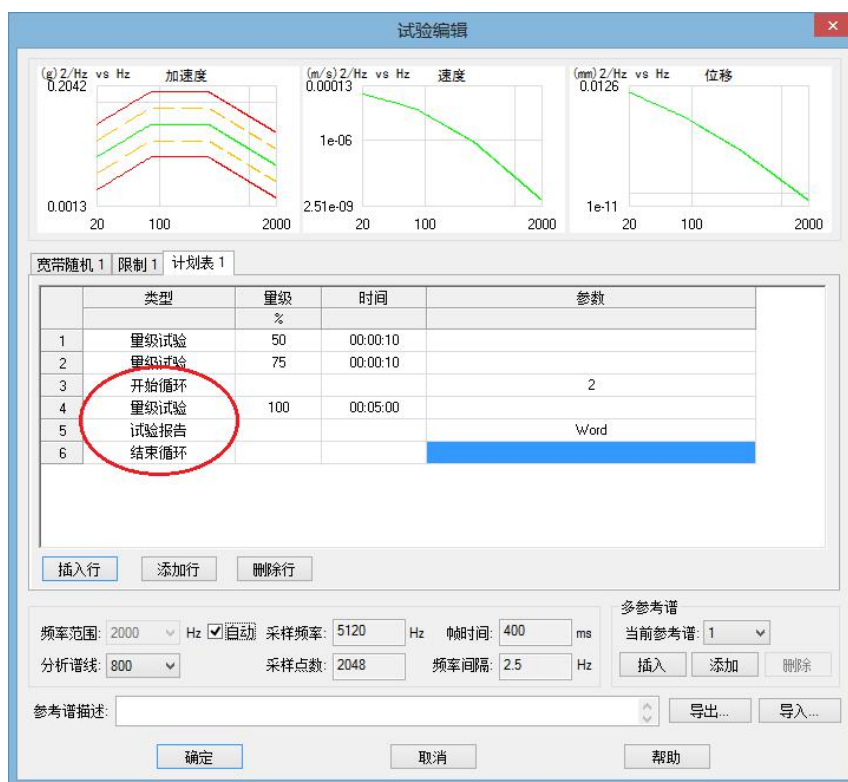 试验编辑
(g)2/Hz vs Hz 加速度
0.2042
0.0013
20 100 2000
(m/s)2/Hz vs Hz 速度
0.00013
1e-06
2.51e-09
20 100 2000
(mm)2/Hz vs Hz 位移
0.0126
1e-11
20 100 2000
宽带随机 1 限制 1 计划表 1
类型 量级 时间 参数
%
1 量级试验 50 00:00:10
2 量级试验 75 00:00:10
3 开始循环 2
4 量级试验 100 00:05:00
5 试验报告 Word
6 结束循环
插入行 添加行 删除行
多参考谱
频率范围: 2000 Hz 自动 采样频率: 5120 Hz 帧时间: 400 ms 当前参考谱: 1
分析谱线: 800 采样点数: 2048 频率间隔: 2.5 Hz 插入 添加 删除
参考谱描述: 导出... 导入...
确定 取消 帮助